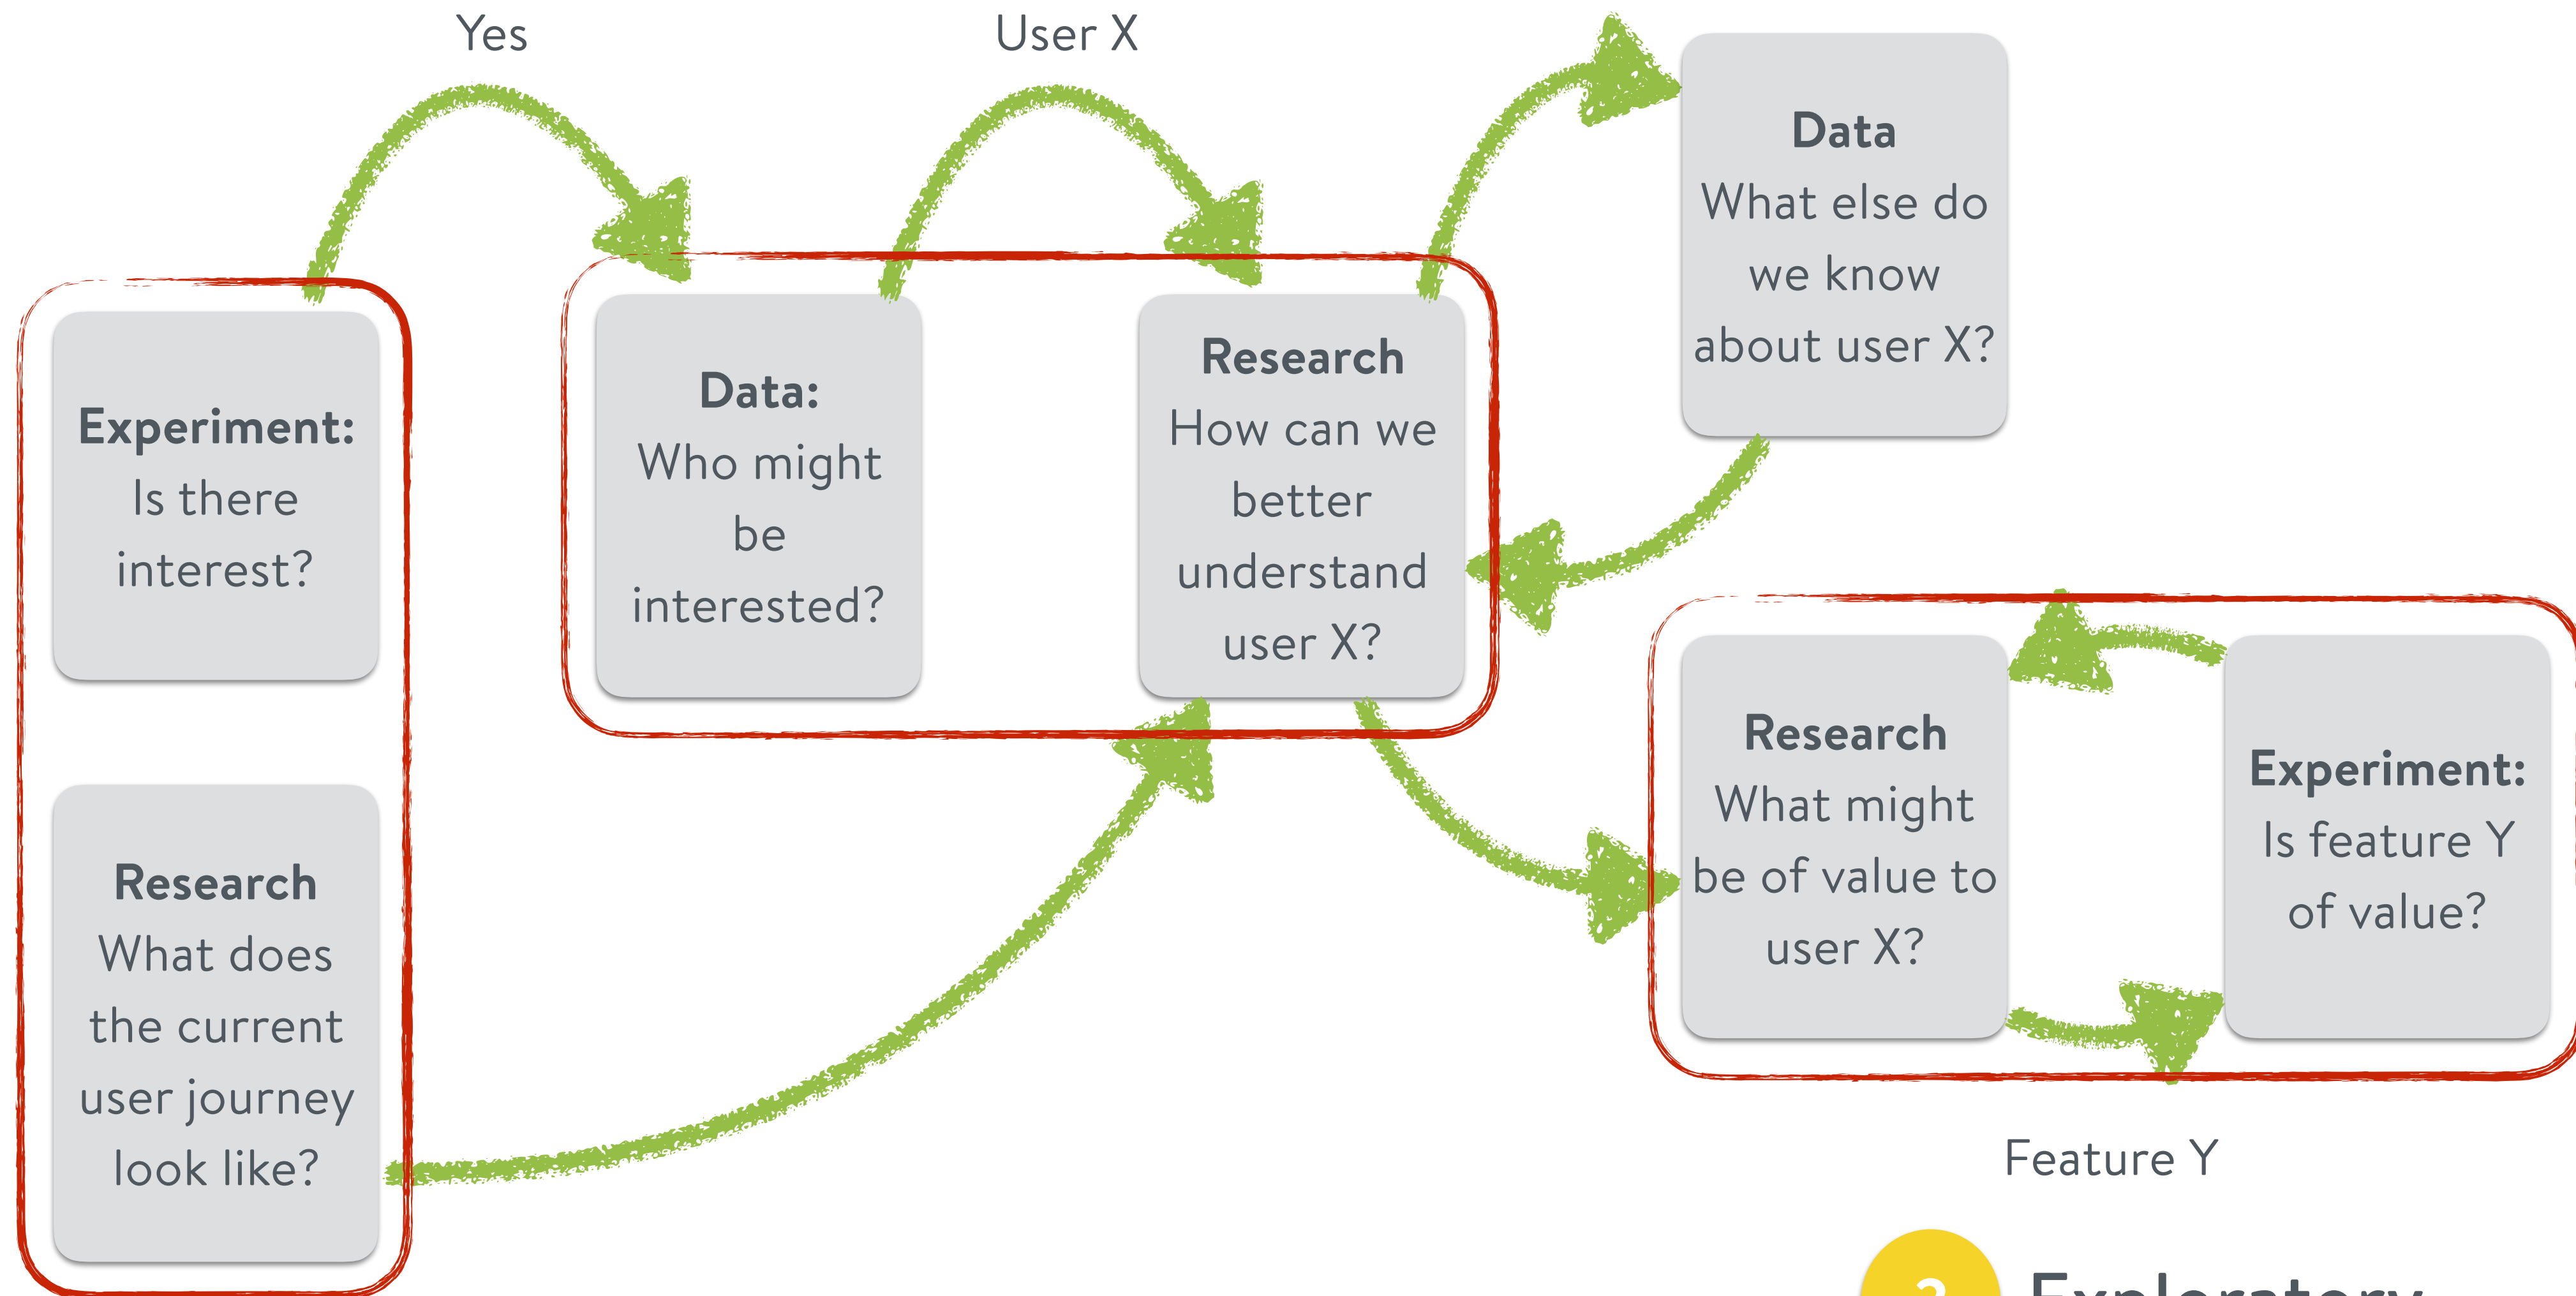 Yes
User X
Experiment:
Is there
interest?
Research
What does
the current
user journey
look like?
Data:
Who might
be
interested?
Research
How can we
better
understand
user X?
Data
What else do
we know
about user X?
Research
What might
be of value to
user X?
Experiment:
Is feature Y
of value?
Feature Y
Exploratory